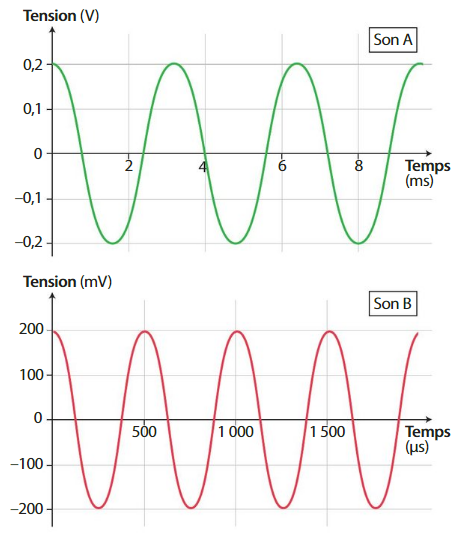 Tension (V)
Son A
0,2
0,1
0
–0,1
–0,2
2
4
6
8
Temps
(ms)
Tension (mV)
Son B
200
100
0
–100
–200
500
1 000
1 500
Temps
(µs)